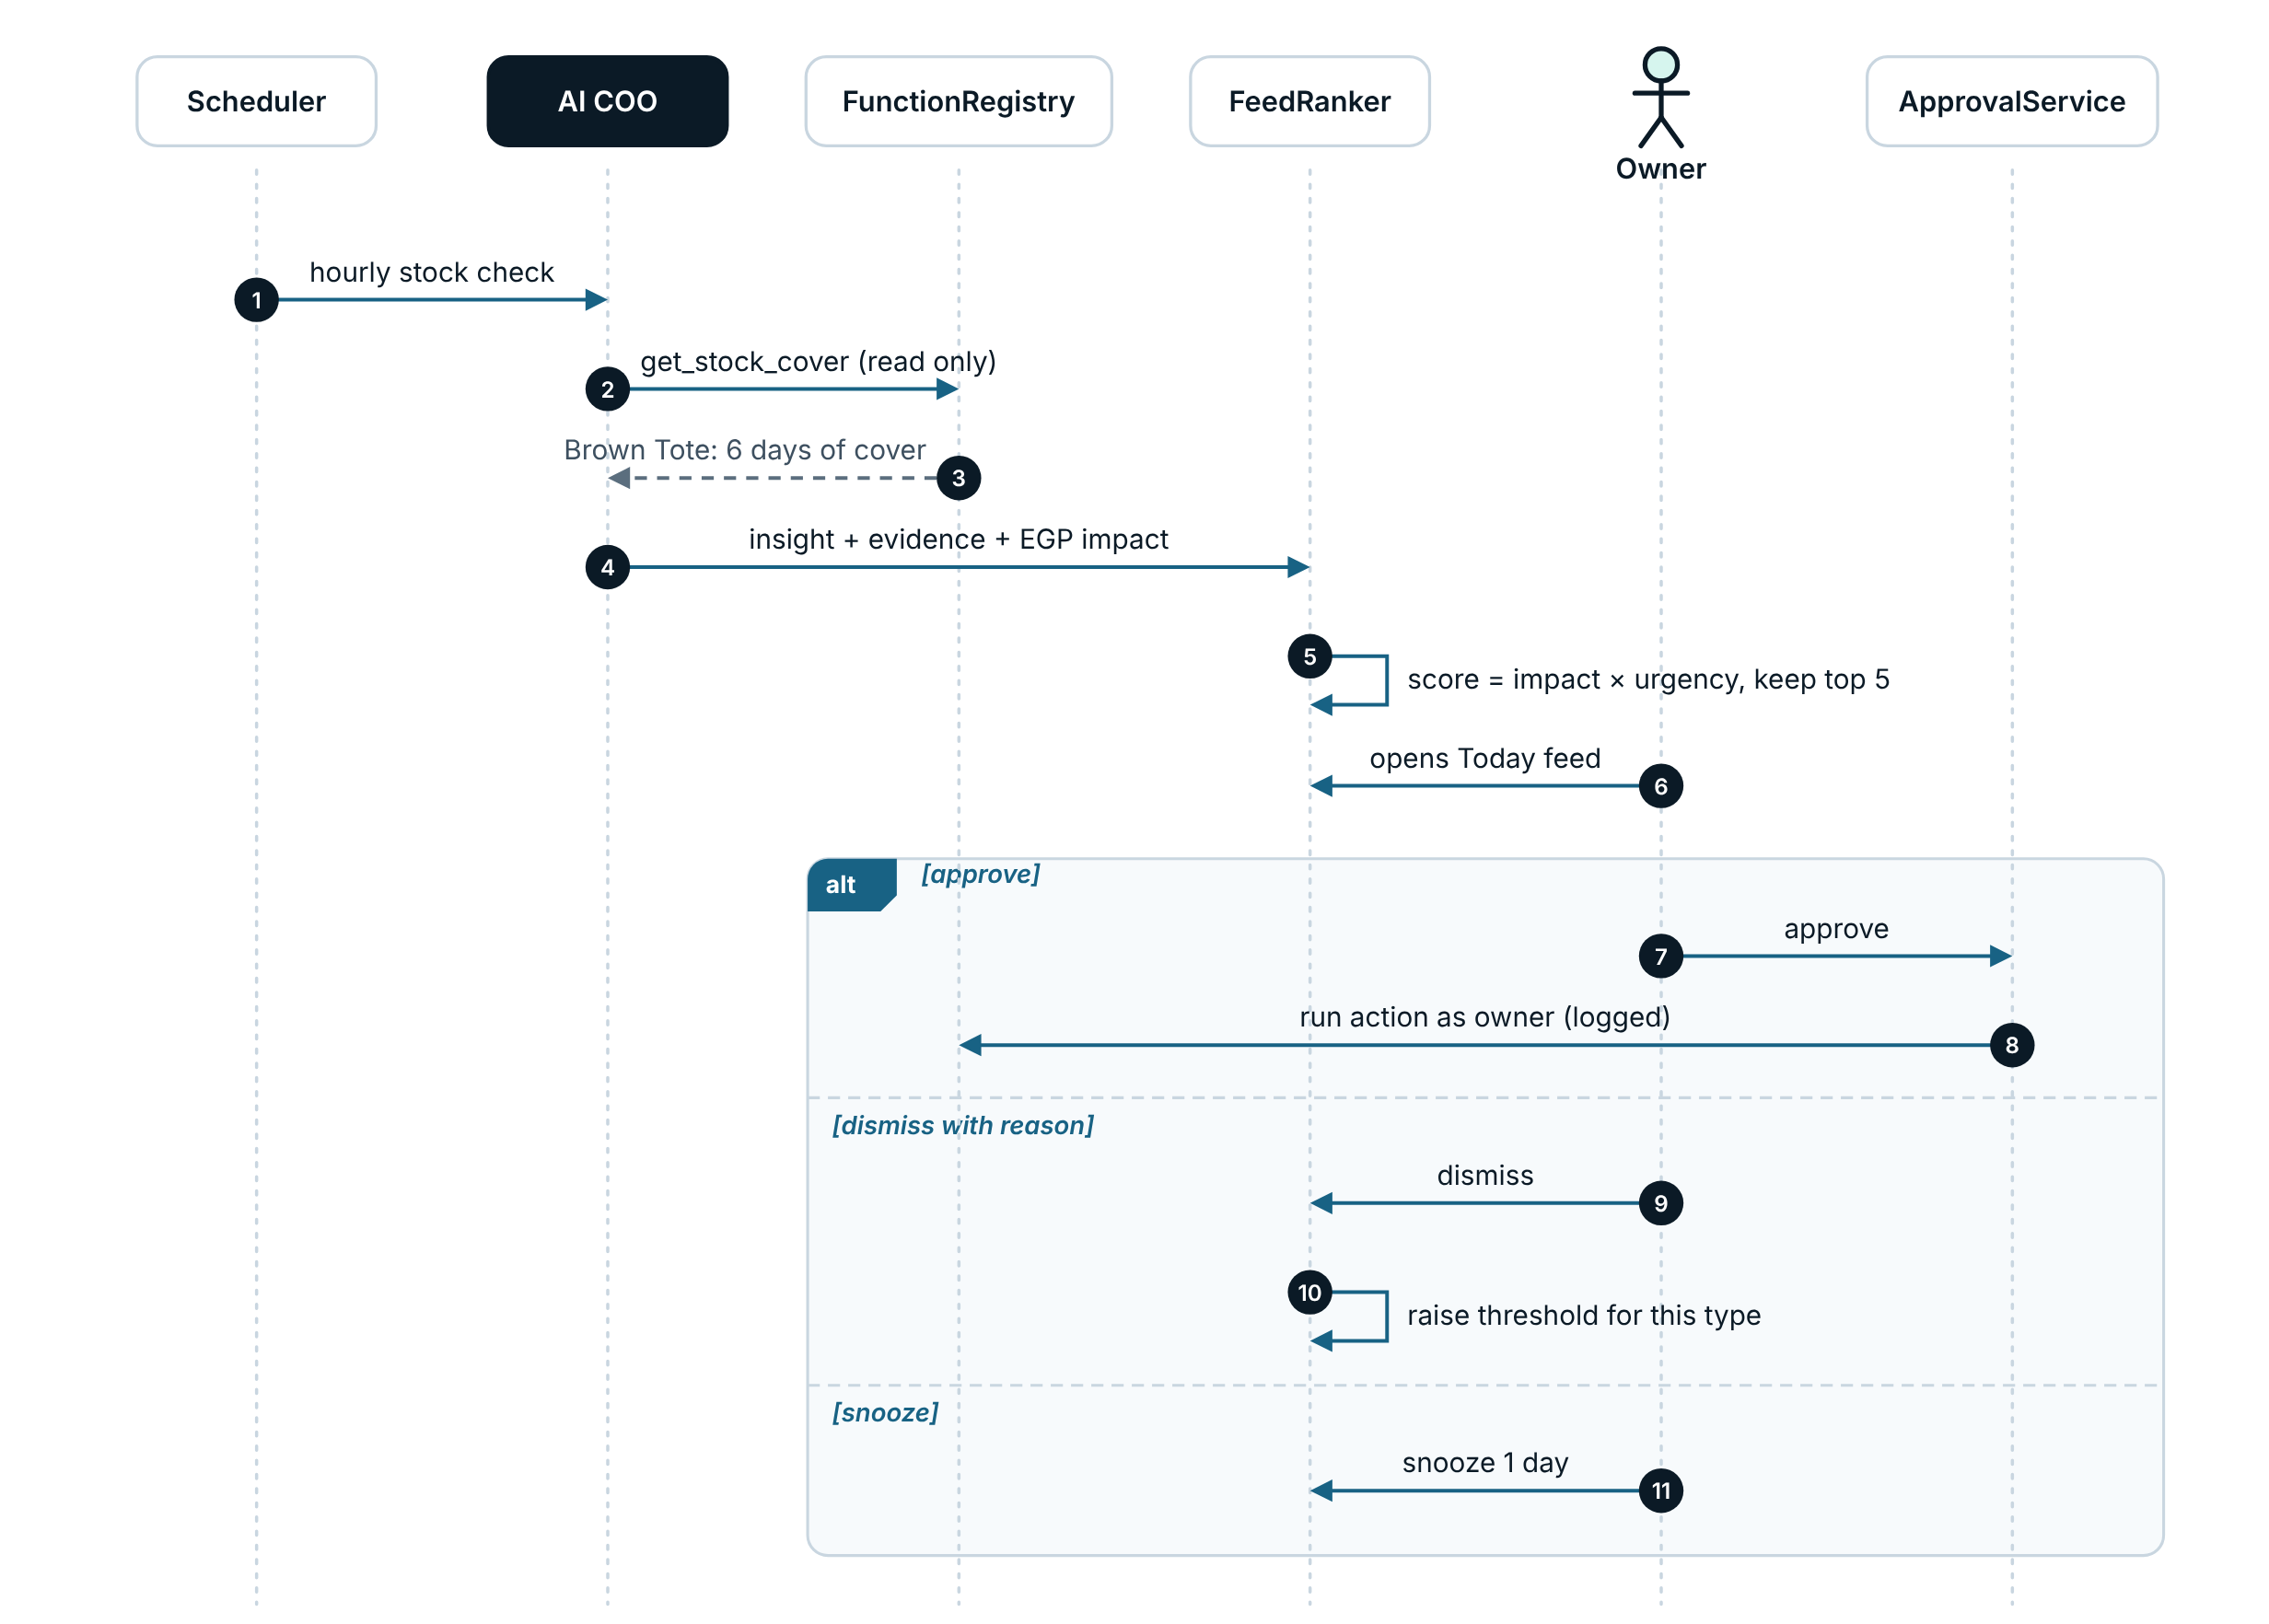 Scheduler
AI COO
FunctionRegistry
FeedRanker
Owner
ApprovalService
1
hourly stock check
2
get_stock_cover (read only)
3
Brown Tote: 6 days of cover
4
insight + evidence + EGP impact
5
score = impact × urgency, keep top 5
6
opens Today feed
alt
[approve]
7
approve
8
run action as owner (logged)
[dismiss with reason]
9
dismiss
10
raise threshold for this type
[snooze]
11
snooze 1 day